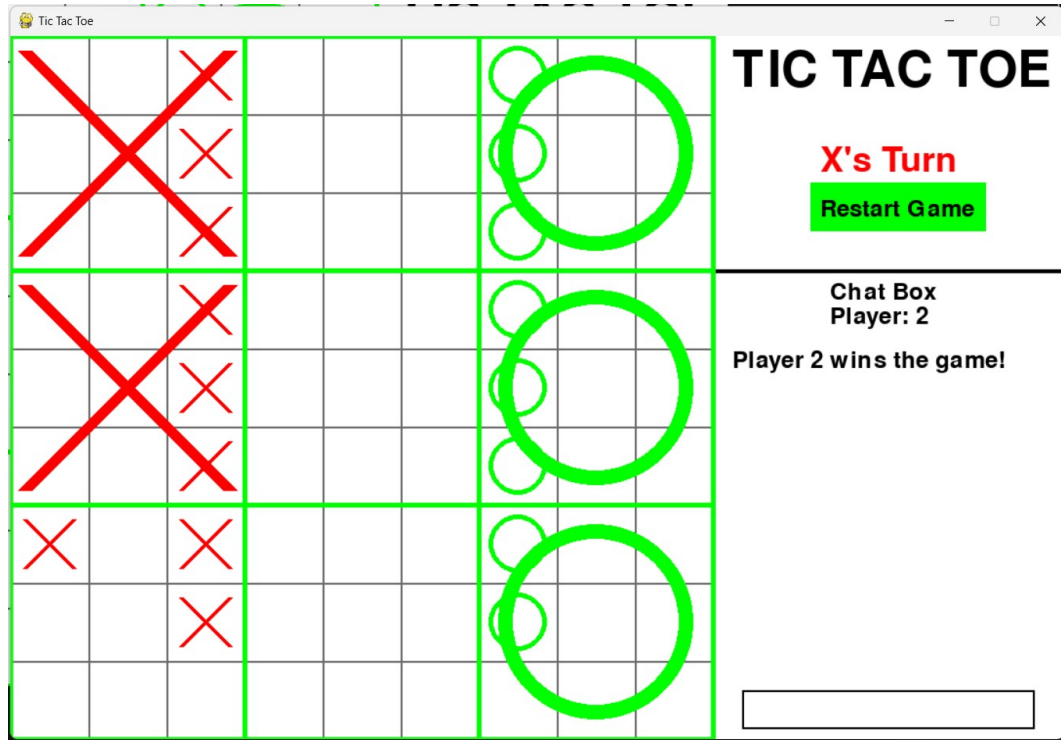 Tic Tac Toe
TIC TAC TOE
X's Turn
Restart Game
Chat Box
Player: 2
Player 2 wins the game!